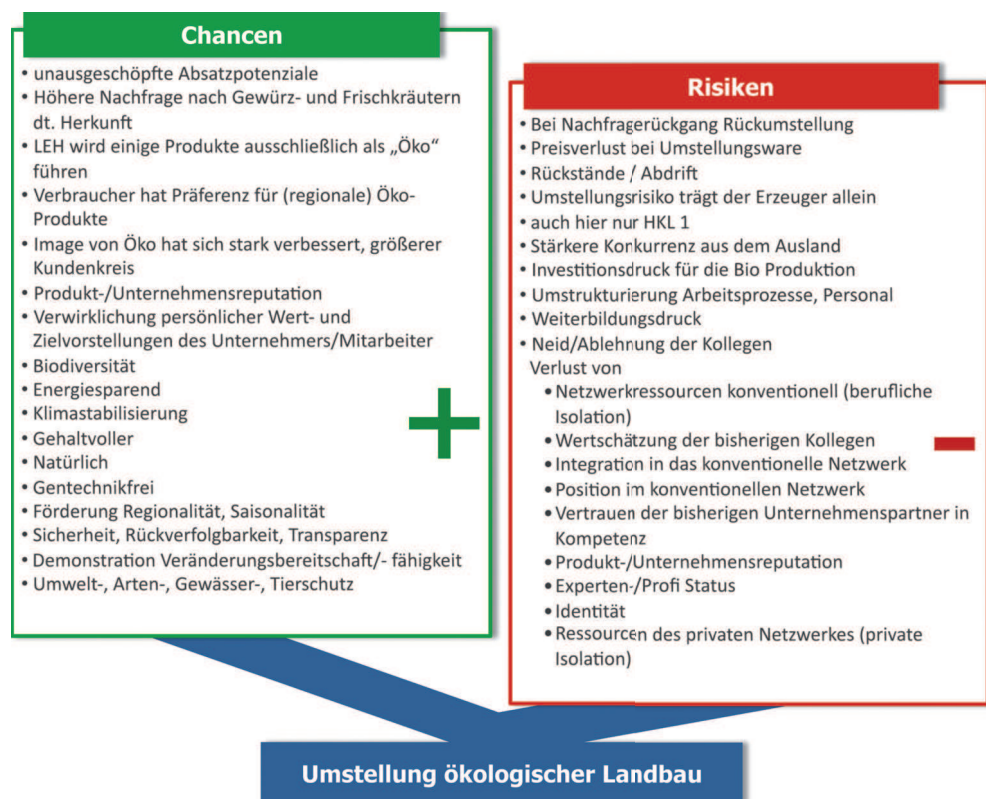 Chancen
• unausgeschöpfte Absatzpotenziale
• Höhere Nachfrage nach Gewürz- und Frischkräutern
dt. Herkunft
• LEH wird einige Produkte ausschließlich als „Öko“
führen
• Verbraucher hat Präferenz für (regionale) Öko-
Produkte
• Image von Öko hat sich stark verbessert, größerer
Kundenkreis
• Produkt-/Unternehmensreputation
• Verwirklichung persönlicher Wert- und
Zielvorstellungen des Unternehmers/Mitarbeiter
• Biodiversität
• Energiesparend
• Klimastabilisierung
• Gehaltvoller
• Natürlich
• Gentechnikfrei
• Förderung Regionalität, Saisonalität
• Sicherheit, Rückverfolgbarkeit, Transparenz
• Demonstration Veränderungsbereitschaft/- fähigkeit
• Umwelt-, Arten-, Gewässer-, Tierschutz
+
Risiken
• Bei Nachfragerückgang Rückumstellung
• Preisverlust bei Umstellungsware
• Rückstände / Abdrift
• Umstellungsrisiko trägt der Erzeuger allein
• auch hier nur HKL 1
• Stärkere Konkurrenz aus dem Ausland
• Investitionsdruck für die Bio Produktion
• Umstrukturierung Arbeitsprozesse, Personal
• Weiterbildungsdruck
• Neid/Ablehnung der Kollegen
Verlust von
• Netzwerkressourcen konventionell (berufliche
Isolation)
• Wertschätzung der bisherigen Kollegen
• Integration in das konventionelle Netzwerk
• Position im konventionellen Netzwerk
• Vertrauen der bisherigen Unternehmenspartner in
Kompetenz
• Produkt-/Unternehmensreputation
• Experten-/Profi Status
• Identität
• Ressourcen des privaten Netzwerkes (private
Isolation)
−
Umstellung ökologischer Landbau